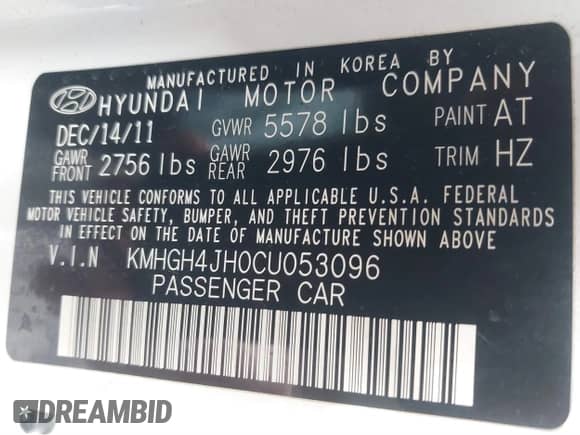 MANUFACTURED IN KOREA BY
HYUNDAI MOTOR COMPANY
DEC/14/11 GVWR 5578 lbs PAINT AT
GAWR FRONT 2756 lbs GAWR REAR 2976 lbs TRIM HZ
THIS VEHICLE CONFORMS TO ALL APPLICABLE U.S.A. FEDERAL
MOTOR VEHICLE SAFETY, BUMPER, AND THEFT PREVENTION STANDARDS
IN EFFECT ON THE DATE OF MANUFACTURE SHOWN ABOVE
V.I.N KMHGH4JH0CU053096
PASSENGER CAR
DREAMBID